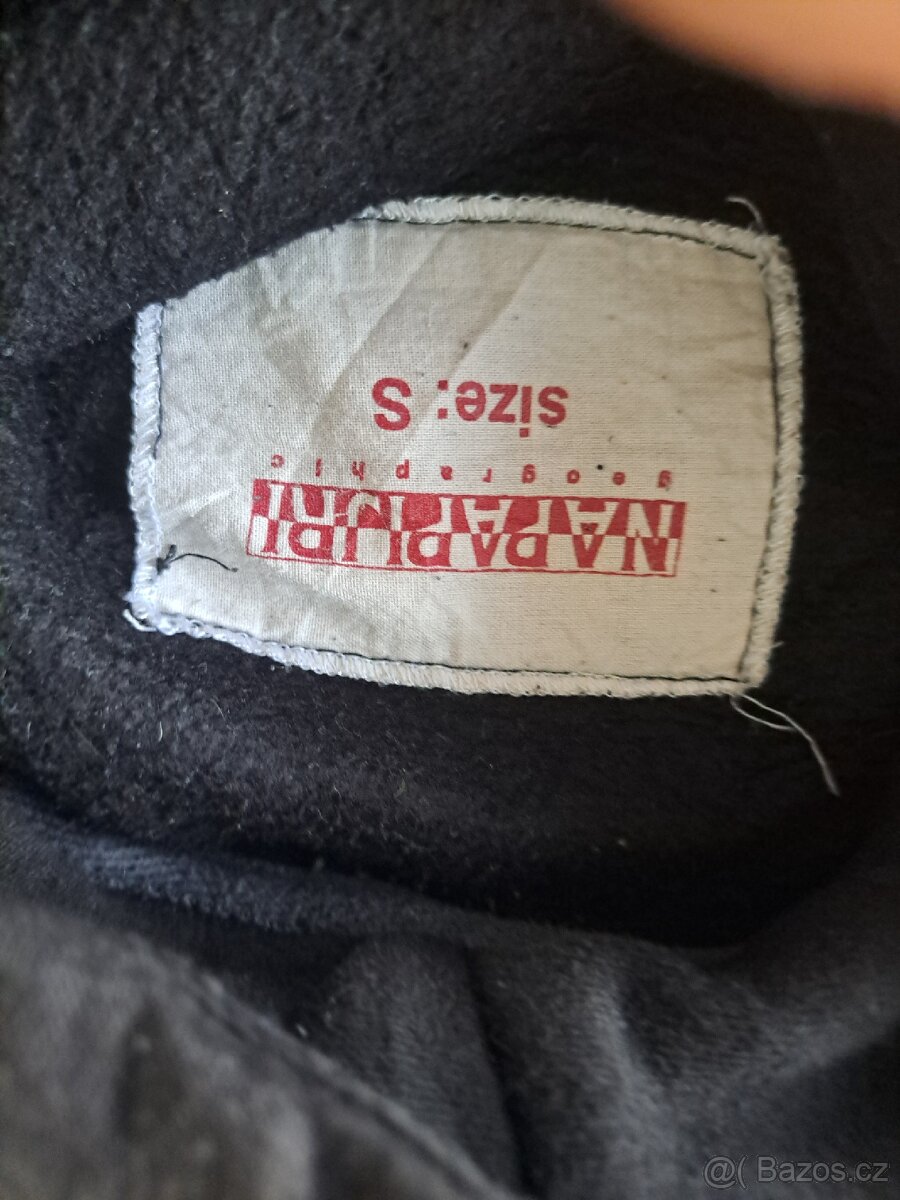 NAPAPIJRI
geographic
size: S
@( Bazos.cz